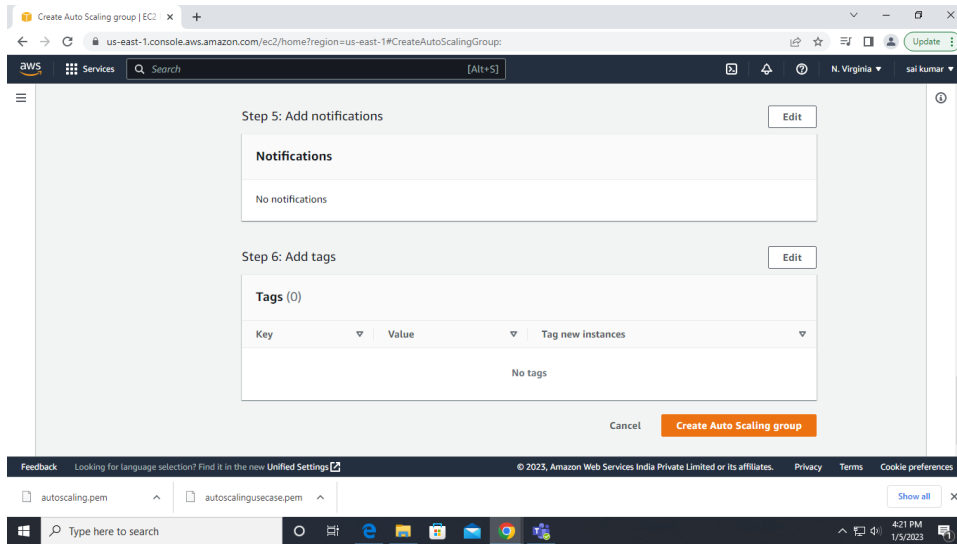 Create Auto Scaling group | EC2
us-east-1.console.aws.amazon.com/ec2/home?region=us-east-1#CreateAutoScalingGroup:
Update
aws
Services
Search
[Alt+S]
N. Virginia
sai kumar
Step 5: Add notifications
Edit
Notifications
No notifications
Step 6: Add tags
Edit
Tags (0)
Key
Value
Tag new instances
No tags
Cancel
Create Auto Scaling group
Feedback
Looking for language selection? Find it in the new Unified Settings
© 2023, Amazon Web Services India Private Limited or its affiliates.
Privacy
Terms
Cookie preferences
autoscaling.pem
autoscalingusecase.pem
Show all
Type here to search
4:21 PM
1/5/2023